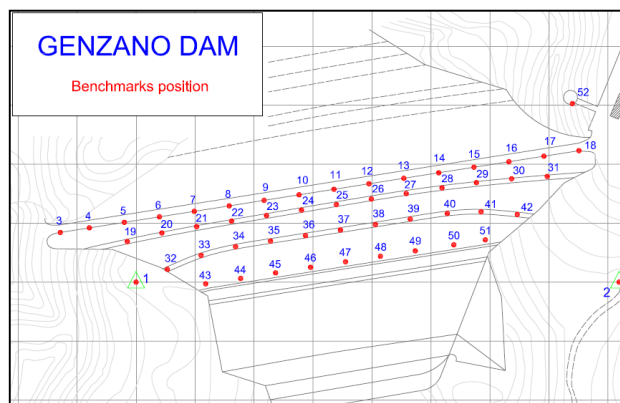 GENZANO DAM
Benchmarks position
52
3 4 5 6 7 8 9 10 11 12 13 14 15 16 17 18
19 20 21 22 23 24 25 26 27 28 29 30 31
32 33 34 35 36 37 38 39 40 41 42
43 44 45 46 47 48 49 50 51
1 2